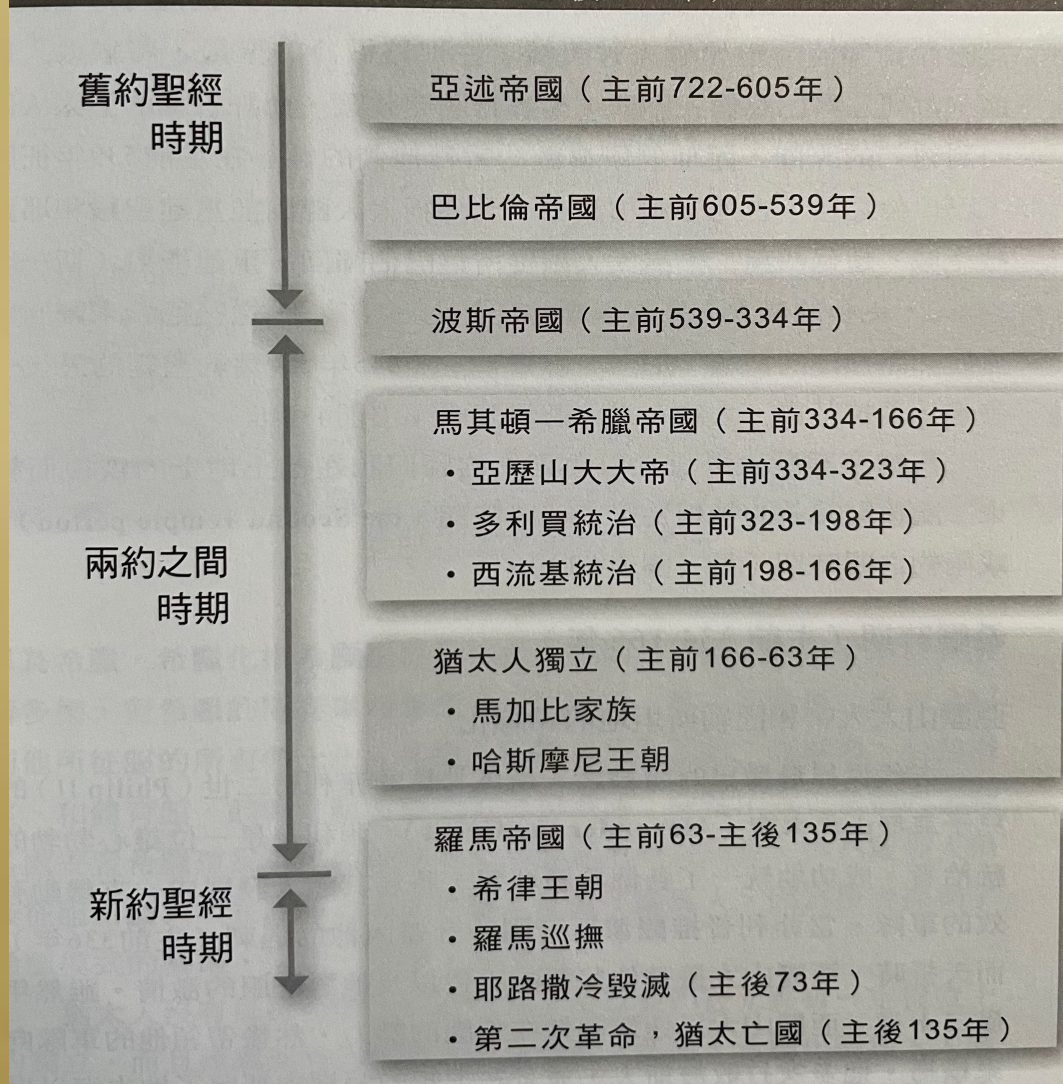 舊約聖經
時期
亞述帝國（主前722-605年）
巴比倫帝國（主前605-539年）
波斯帝國（主前539-334年）
兩約之間
時期
馬其頓—希臘帝國（主前334-166年）
・亞歷山大大帝（主前334-323年）
・多利買統治（主前323-198年）
・西流基統治（主前198-166年）
猶太人獨立（主前166-63年）
・馬加比家族
・哈斯摩尼王朝
新約聖經
時期
羅馬帝國（主前63-主後135年）
・希律王朝
・羅馬巡撫
・耶路撒冷毀滅（主後73年）
・第二次革命，猶太亡國（主後135年）